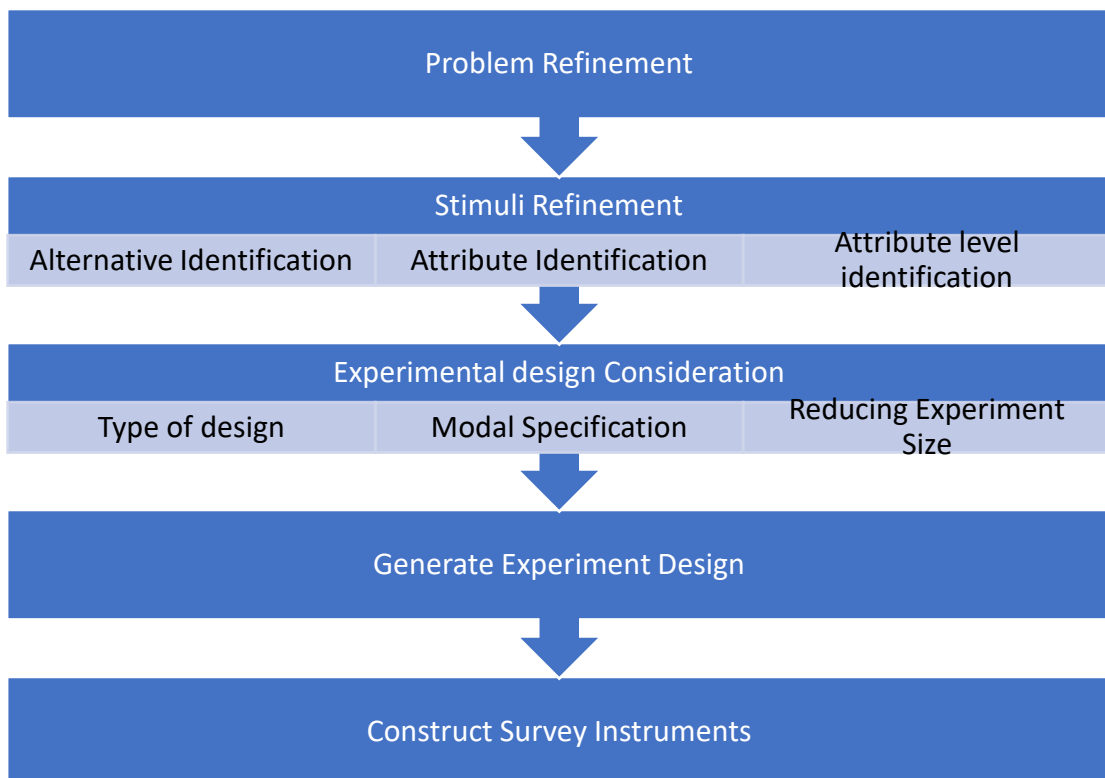 Problem Refinement
Stimuli Refinement
Alternative Identification
Attribute Identification
Attribute level
identification
Experimental design Consideration
Type of design
Modal Specification
Reducing Experiment
Size
Generate Experiment Design
Construct Survey Instruments